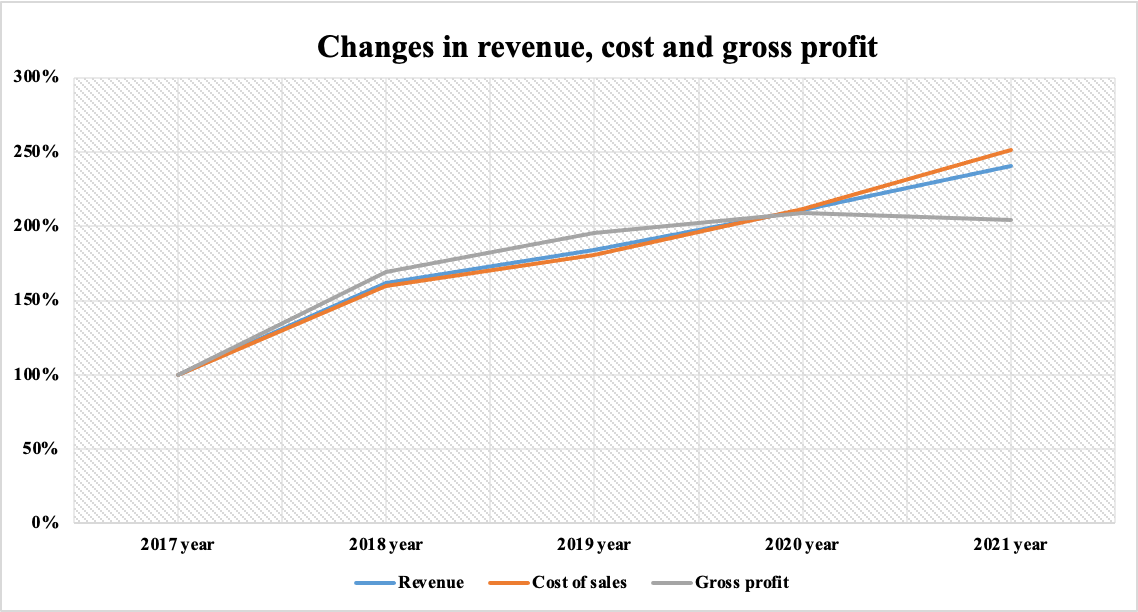 Changes in revenue, cost and gross profit
300%
250%
200%
150%
100%
50%
0%
2017 year 2018 year 2019 year 2020 year 2021 year
Revenue Cost of sales Gross profit